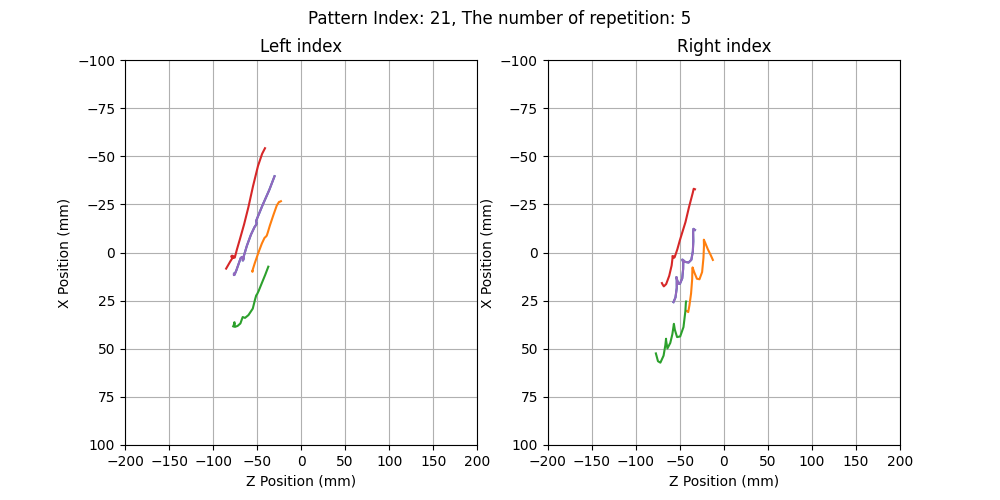 Pattern Index: 21, The number of repetition: 5
Left index
Right index
−100
−75
−50
−25
0
25
50
75
100
X Position (mm)
−200 −150 −100 −50 0 50 100 150 200
Z Position (mm)
−100
−75
−50
−25
0
25
50
75
100
X Position (mm)
−200 −150 −100 −50 0 50 100 150 200
Z Position (mm)